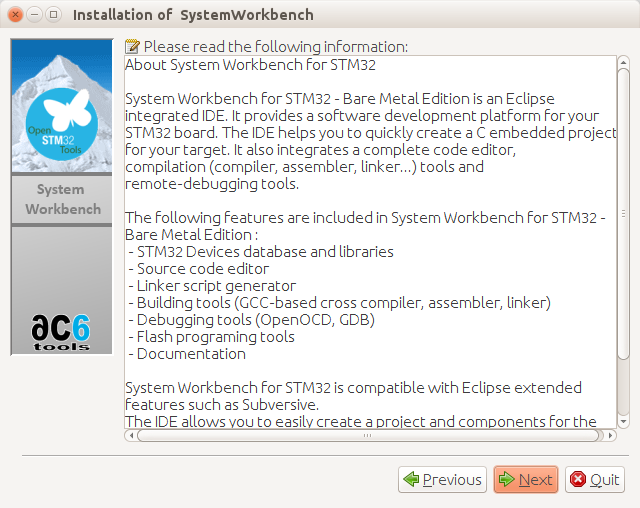 Installation of SystemWorkbench
Please read the following information:
Open
STM32
Tools
System
Workbench
ac6
tools
About System Workbench for STM32
System Workbench for STM32 - Bare Metal Edition is an Eclipse
integrated IDE. It provides a software development platform for your
STM32 board. The IDE helps you to quickly create a C embedded project
for your target. It also integrates a complete code editor,
compilation (compiler, assembler, linker...) tools and
remote-debugging tools.
The following features are included in System Workbench for STM32 -
Bare Metal Edition :
- STM32 Devices database and libraries
- Source code editor
- Linker script generator
- Building tools (GCC-based cross compiler, assembler, linker)
- Debugging tools (OpenOCD, GDB)
- Flash programing tools
- Documentation
System Workbench for STM32 is compatible with Eclipse extended
features such as Subversive.
The IDE allows you to easily create a project and components for the
Previous
Next
Quit